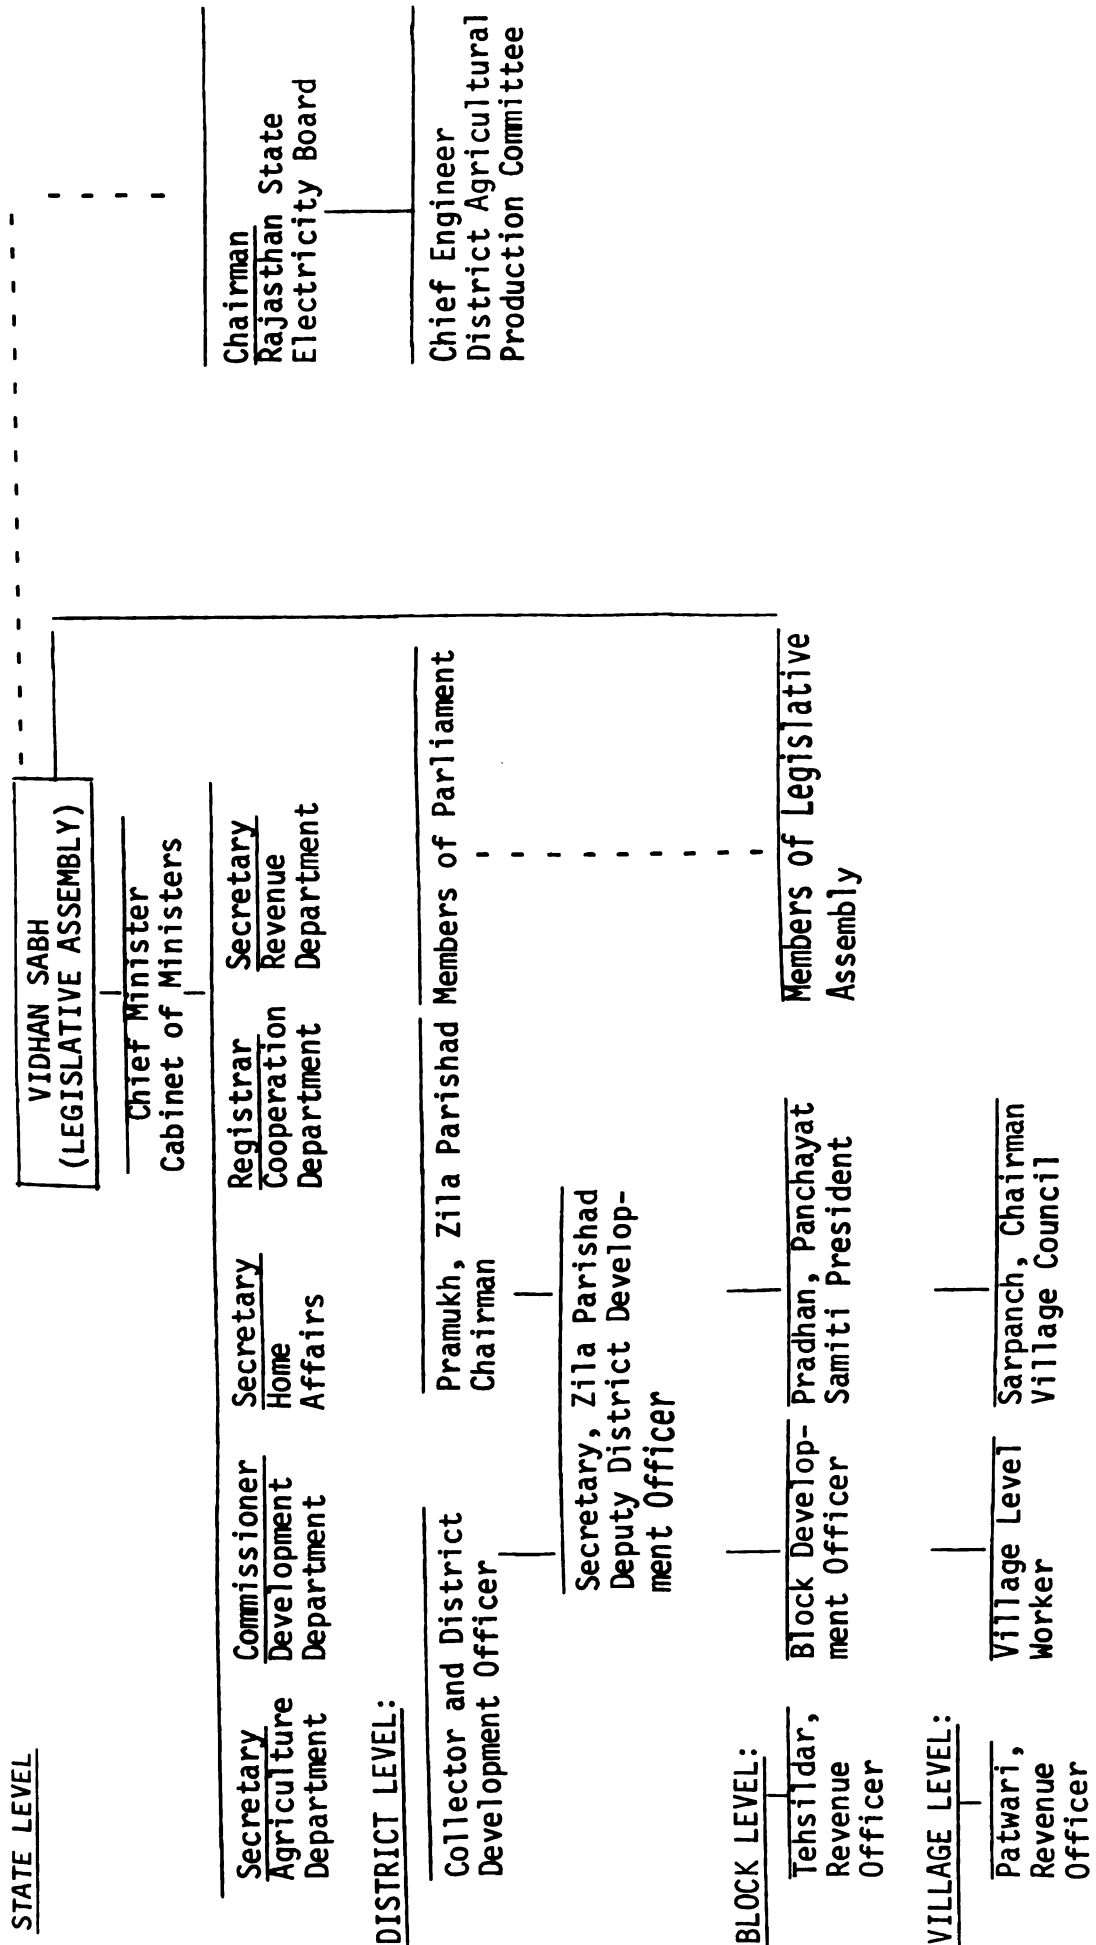 STATE LEVEL
VIDHAN SABH
(LEGISLATIVE ASSEMBLY)
Chief Minister
Cabinet of Ministers
Secretary
Agriculture
Department
Commissioner
Development
Department
Secretary
Home
Affairs
Registrar
Cooperation
Department
Secretary
Revenue
Department
Chairman
Rajasthan State
Electricity Board
DISTRICT LEVEL:
Collector and District
Development Officer
Pramukh, Zila Parishad
Chairman
Members of Parliament
Chief Engineer
District Agricultural
Production Committee
Secretary, Zila Parishad
Deputy District Develop-
ment Officer
BLOCK LEVEL:
Tehsildar,
Revenue
Officer
Block Develop-
ment Officer
Pradhan, Panchayat
Samiti President
Members of Legislative
Assembly
VILLAGE LEVEL:
Patwari,
Revenue
Officer
Village Level
Worker
Sarpanch, Chairman
Village Council